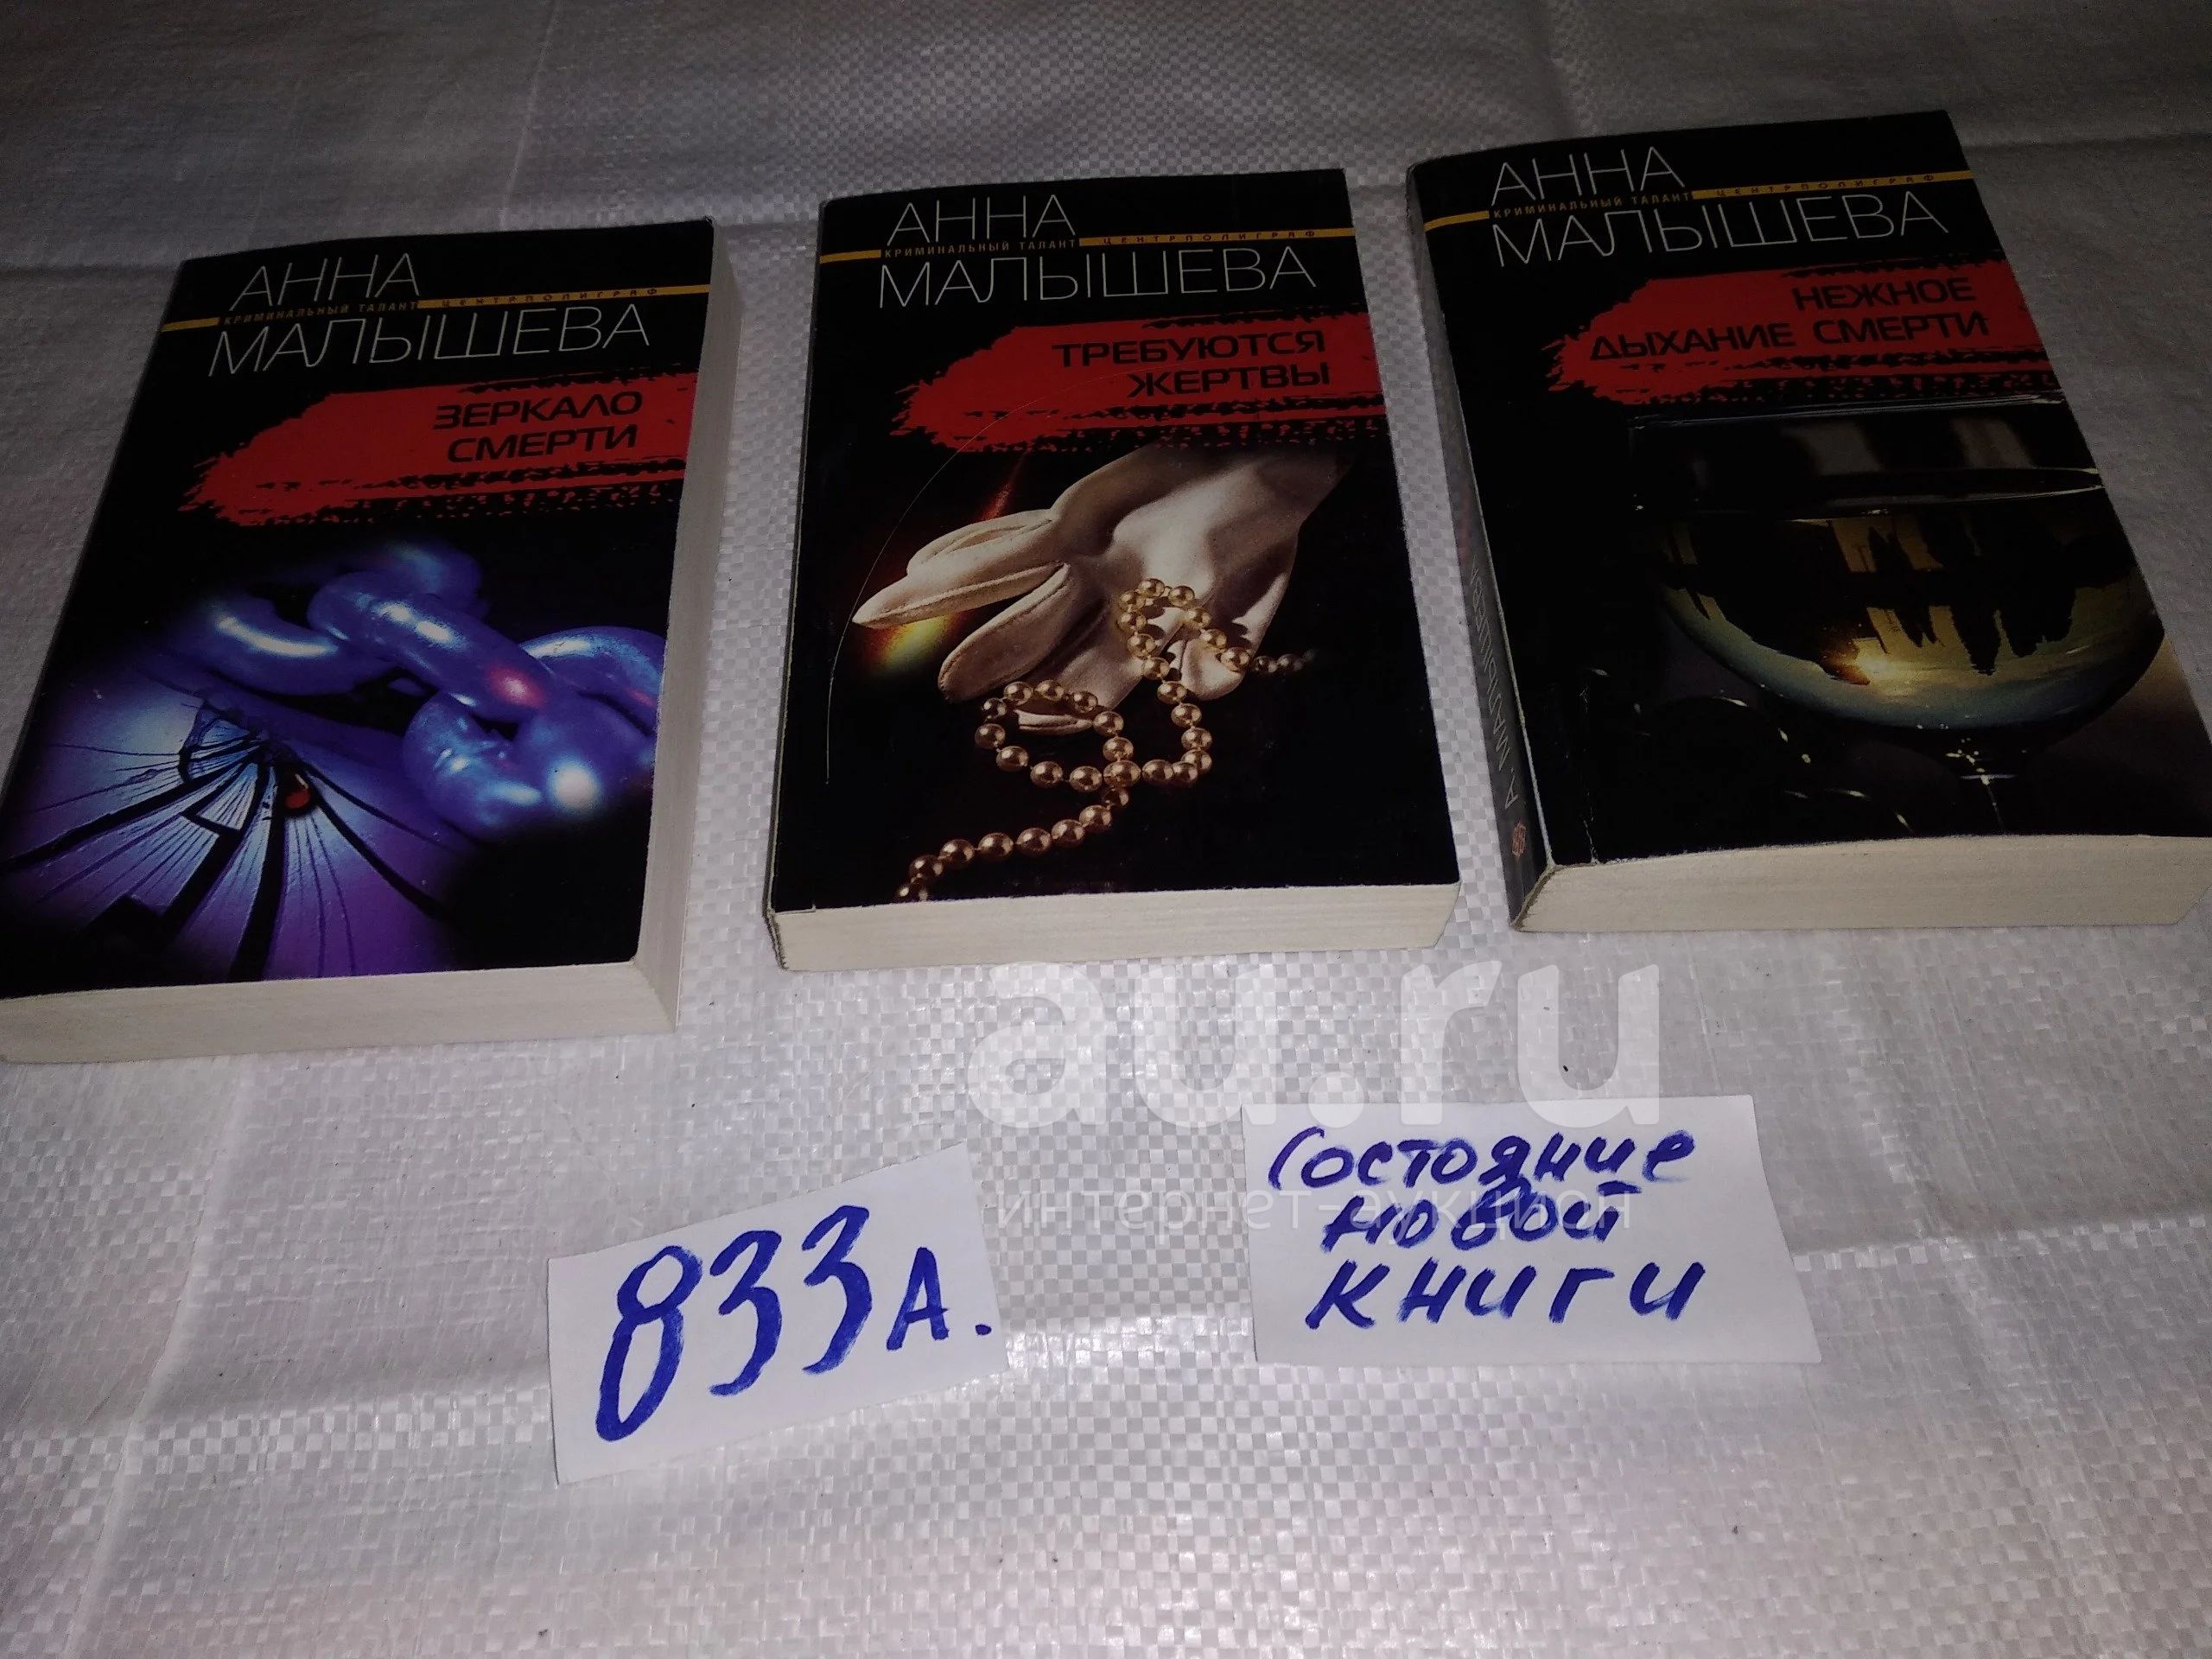 АННА
КРИМИНАЛЬНЫЙ ТАЛАНТ ЦЕНТРПОЛИГРАФ
МАЛЫШЕВА
ЗЕРКАЛО
СМЕРТИ
АННА
КРИМИНАЛЬНЫЙ ТАЛАНТ ЦЕНТРПОЛИГРАФ
МАЛЫШЕВА
ТРЕБУЮТСЯ
ЖЕРТВЫ
АННА
КРИМИНАЛЬНЫЙ ТАЛАНТ ЦЕНТРПОЛИГРАФ
МАЛЫШЕВА
НЕЖНОЕ
ДЫХАНИЕ СМЕРТИ
А. МАЛЫШЕВА
au.ru
интернет-аукцион
833А.
Состояние
новой
книги